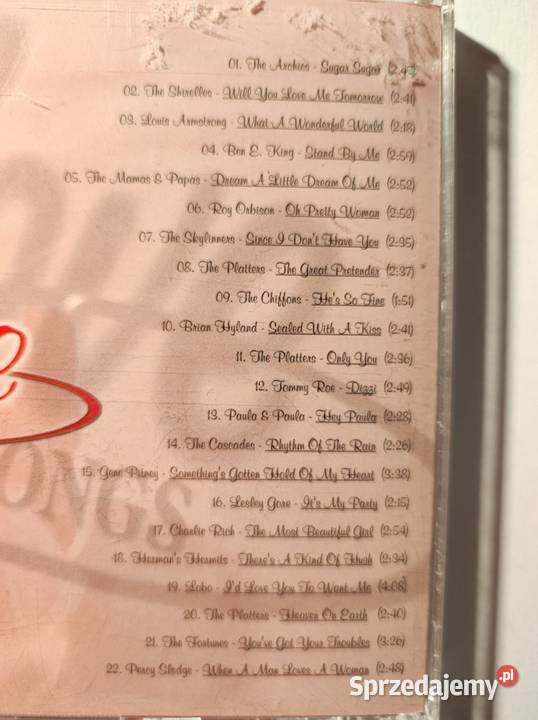 01. The Archies - Sugar Sugar (2:47
02. The Shirelles - Will You Love Me Tomorrow (2:41)
03. Louis Armstrong - What A Wonderful World (2:18)
04. Ben E. King - Stand By Me (2:59)
05. The Mamas & Papas - Dream A Little Dream Of Me (2:52)
06. Roy Orbison - Oh Pretty Woman (2:52)
07. The Skylinners - Since I Don't Have You (2:35)
08. The Platters - The Great Pretender (2:37)
09. The Chiffons - He's So Fine (1:51)
10. Brian Hyland - Sealed With A Kiss (2:41)
11. The Platters - Only You (2:36)
12. Tommy Roe - Dizzi (2:49)
13. Paula & Paula - Hey Paula (2:28)
14. The Cascades - Rhythm Of The Rain (2:26)
15. Gene Pitney - Something's Gotten Hold Of My Heart (3:38)
16. Lesley Gore - It's My Party (2:15)
17. Charlie Rich - The Most Beautiful Girl (2:54)
18. Herman's Hermits - There's A Kind Of Hush (2:34)
19. Lobo - I'd Love You To Want Me (4:08)
20. The Platters - Heaven On Earth (2:40)
21. The Fortunes - You've Got Your Troubles (3:26)
22. Percy Sledge - When A Man Loves A Woman (2:48)
ONGS
Sprzedajemy.pl